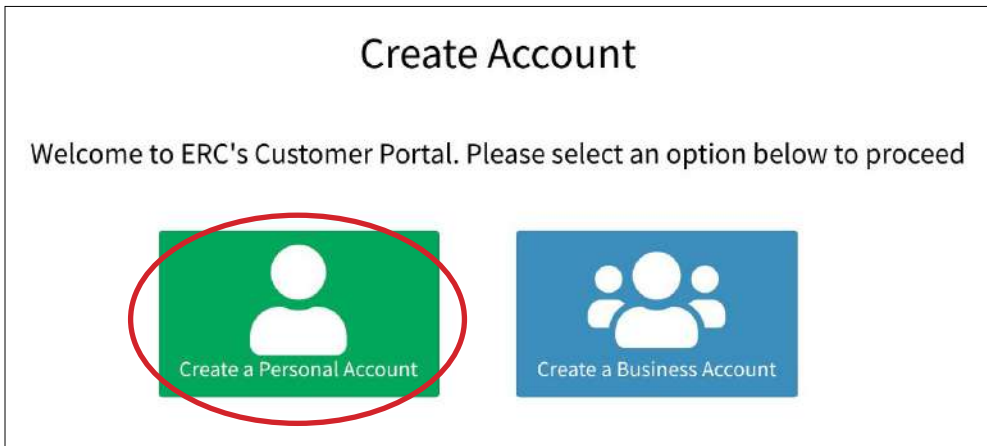 Create Account
Welcome to ERC's Customer Portal. Please select an option below to proceed
Create a Personal Account
Create a Business Account